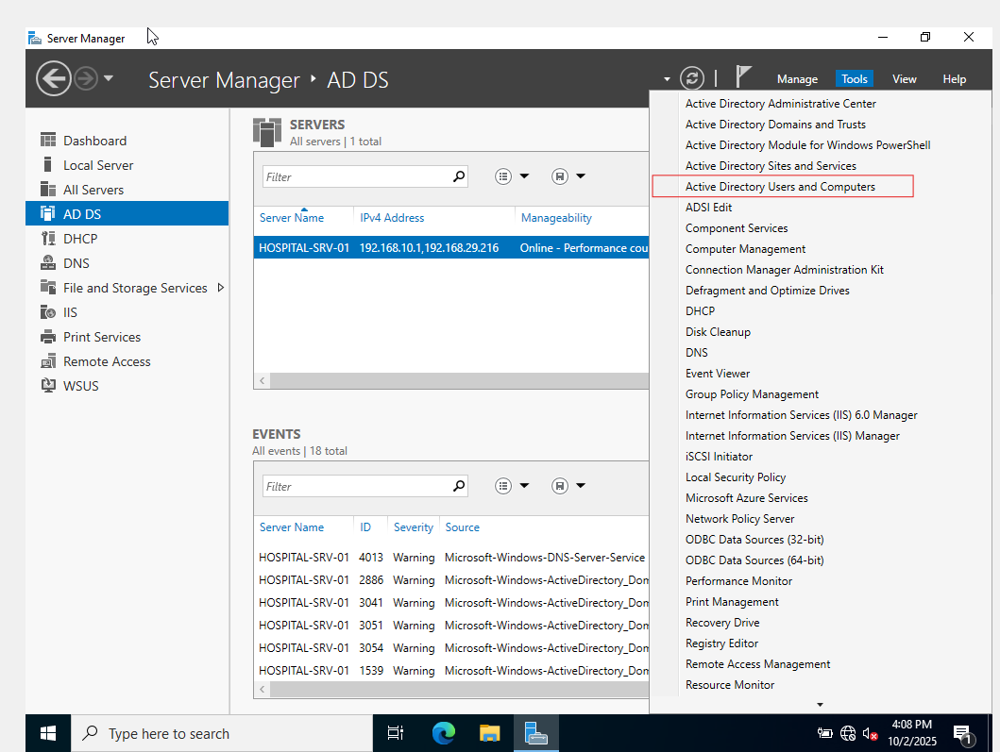 Server Manager
Server Manager ‣ AD DS
Manage Tools View Help
Dashboard
Local Server
All Servers
AD DS
DHCP
DNS
File and Storage Services
IIS
Print Services
Remote Access
WSUS
SERVERS
All servers | 1 total
Filter
Server Name IPv4 Address Manageability
HOSPITAL-SRV-01 192.168.10.1,192.168.29.216 Online - Performance cou
EVENTS
All events | 18 total
Filter
Server Name ID Severity Source
HOSPITAL-SRV-01 4013 Warning Microsoft-Windows-DNS-Server-Service
HOSPITAL-SRV-01 2886 Warning Microsoft-Windows-ActiveDirectory_Dom
HOSPITAL-SRV-01 3041 Warning Microsoft-Windows-ActiveDirectory_Dom
HOSPITAL-SRV-01 3051 Warning Microsoft-Windows-ActiveDirectory_Dom
HOSPITAL-SRV-01 3054 Warning Microsoft-Windows-ActiveDirectory_Dom
HOSPITAL-SRV-01 1539 Warning Microsoft-Windows-ActiveDirectory_Dom
Active Directory Administrative Center
Active Directory Domains and Trusts
Active Directory Module for Windows PowerShell
Active Directory Sites and Services
Active Directory Users and Computers
ADSI Edit
Component Services
Computer Management
Connection Manager Administration Kit
Defragment and Optimize Drives
DHCP
Disk Cleanup
DNS
Event Viewer
Group Policy Management
Internet Information Services (IIS) 6.0 Manager
Internet Information Services (IIS) Manager
iSCSI Initiator
Local Security Policy
Microsoft Azure Services
Network Policy Server
ODBC Data Sources (32-bit)
ODBC Data Sources (64-bit)
Performance Monitor
Print Management
Recovery Drive
Registry Editor
Remote Access Management
Resource Monitor
Type here to search
4:08 PM
10/2/2025
1